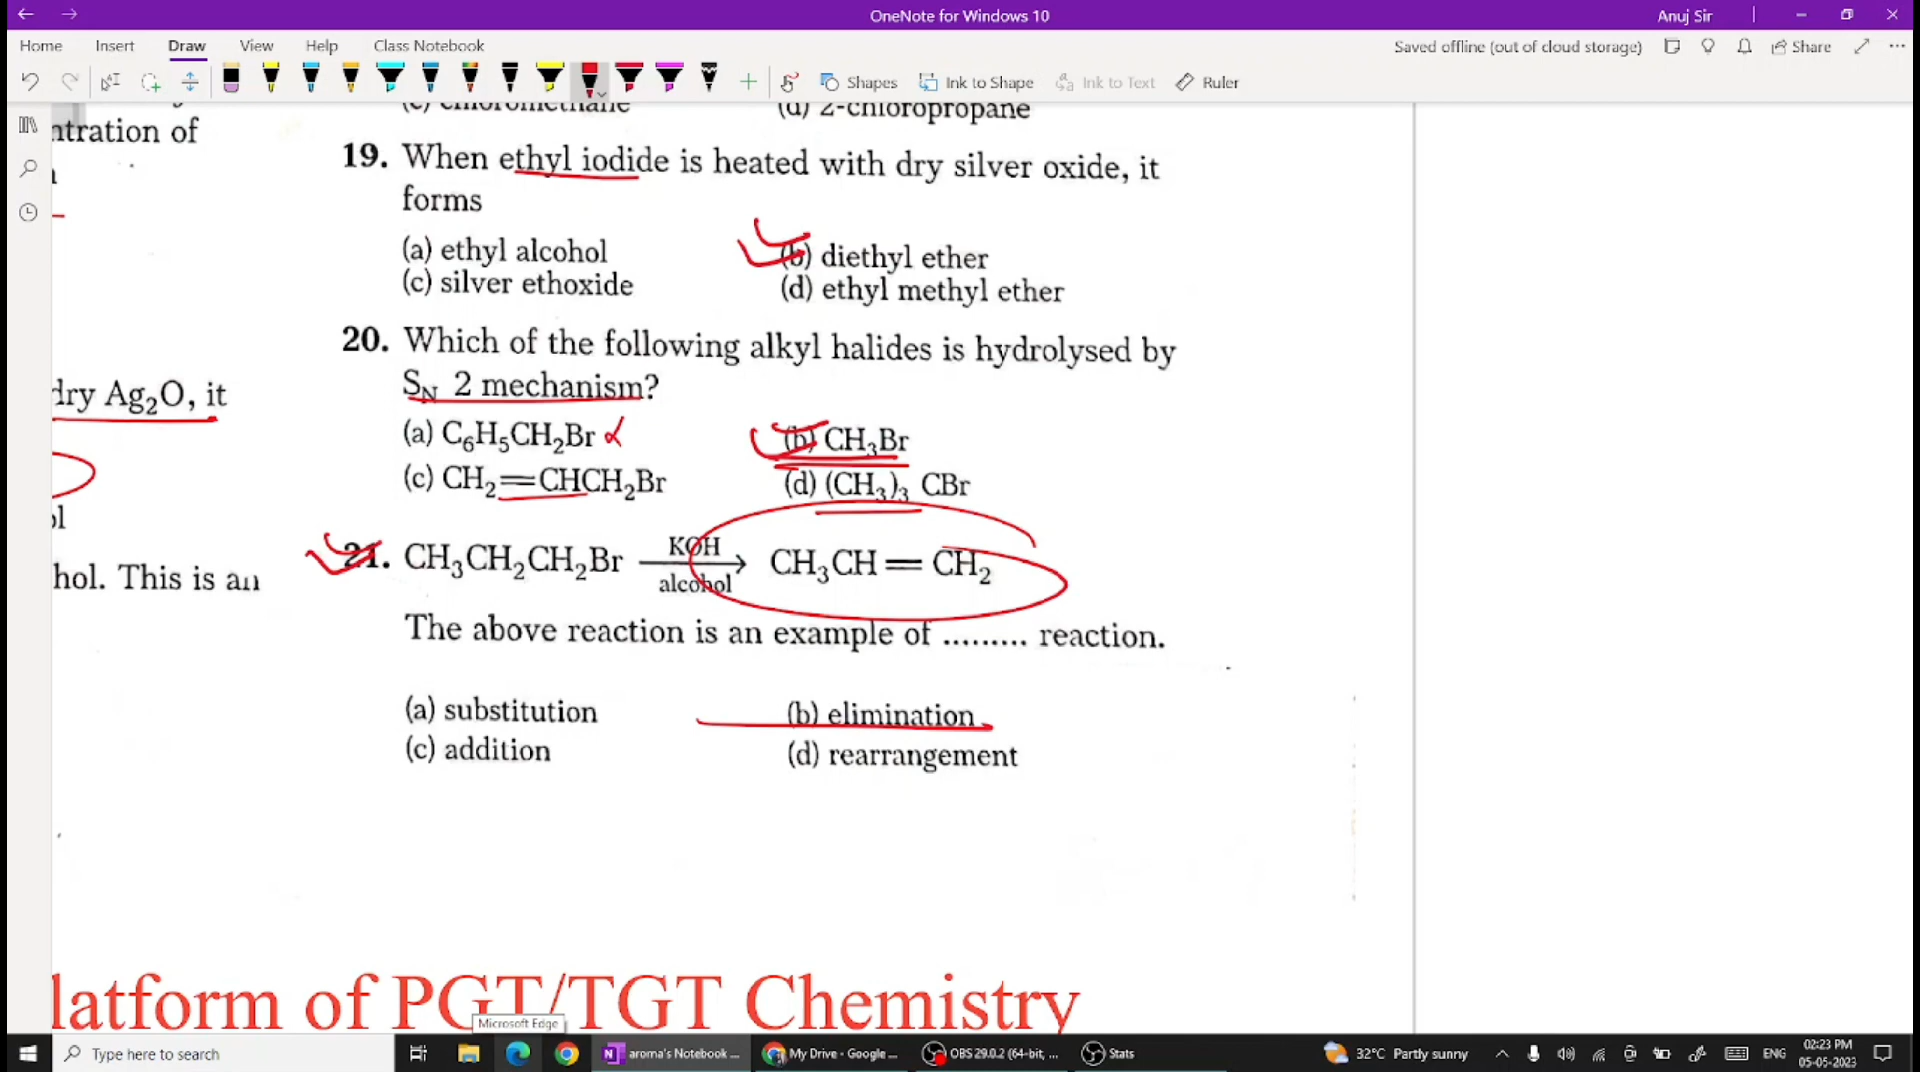 OneNote for Windows 10
Anuj Sir
Home Insert Draw View Help Class Notebook
Saved offline (out of cloud storage) Share
Shapes Ink to Shape Ink to Text Ruler
ntration of
dry Ag₂O, it
ol
hol. This is an
(c) chloromethane (d) 2-chloropropane
19. When ethyl iodide is heated with dry silver oxide, it
forms
(a) ethyl alcohol (b) diethyl ether
(c) silver ethoxide (d) ethyl methyl ether
20. Which of the following alkyl halides is hydrolysed by
S_N 2 mechanism?
(a) C₆H₅CH₂Br (b) CH₃Br
(c) CH₂=CHCH₂Br (d) (CH₃)₃ CBr
21. CH₃CH₂CH₂Br KOH alcohol → CH₃CH=CH₂
The above reaction is an example of ......... reaction.
(a) substitution (b) elimination
(c) addition (d) rearrangement
latform of PGT/TGT Chemistry
Microsoft Edge
Type here to search
aroma's Notebook ...
My Drive - Google ...
OBS 29.0.2 (64-bit, ...
Stats
32°C Partly sunny
ENG
02:23 PM
05-05-2023